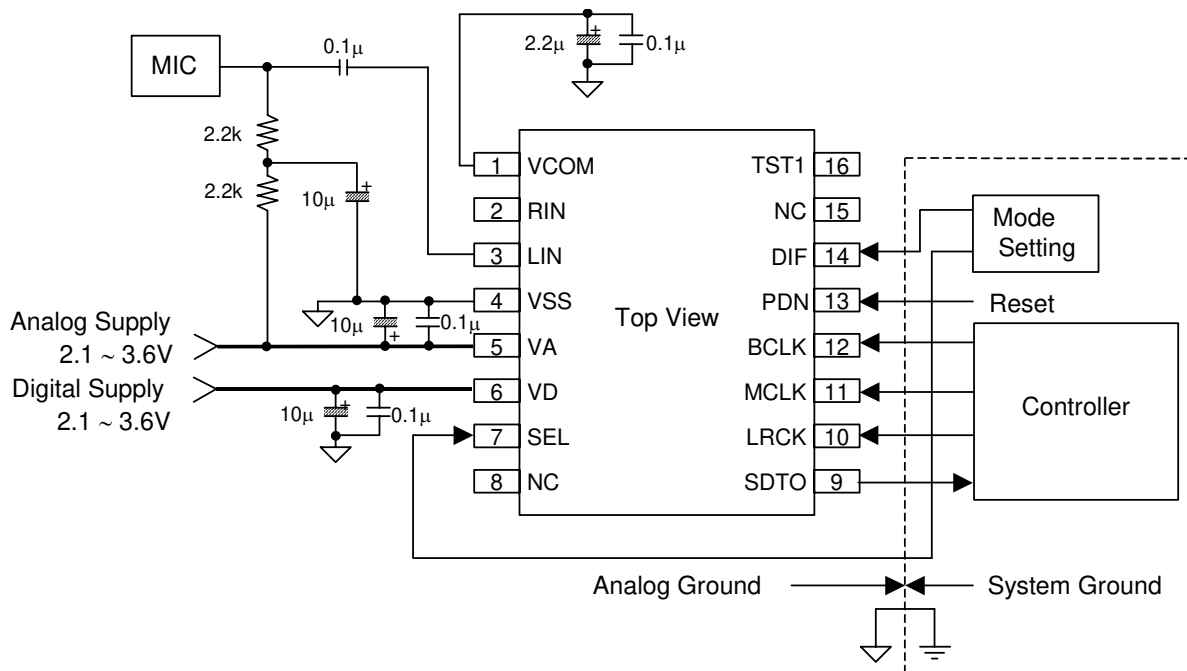 MIC
0.1μ
2.2μ
+
0.1μ
2.2k
2.2k
10μ
+
1 VCOM
2 RIN
3 LIN
4 VSS
5 VA
6 VD
7 SEL
8 NC
Top View
TST1 16
NC 15
DIF 14
PDN 13
BCLK 12
MCLK 11
LRCK 10
SDTO 9
Mode
Setting
Reset
Controller
10μ
+
0.1μ
Analog Supply
2.1 ~ 3.6V
Digital Supply
2.1 ~ 3.6V
10μ
+
0.1μ
Analog Ground
System Ground